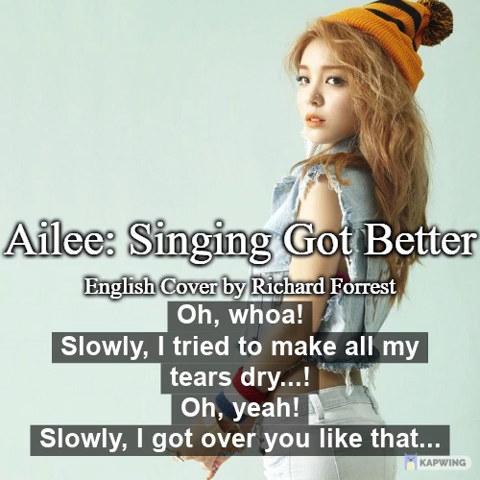 Ailee: Singing Got Better
English Cover by Richard Forrest
Oh, whoa!
Slowly, I tried to make all my
tears dry...!
Oh, yeah!
Slowly, I got over you like that...
KAPWING